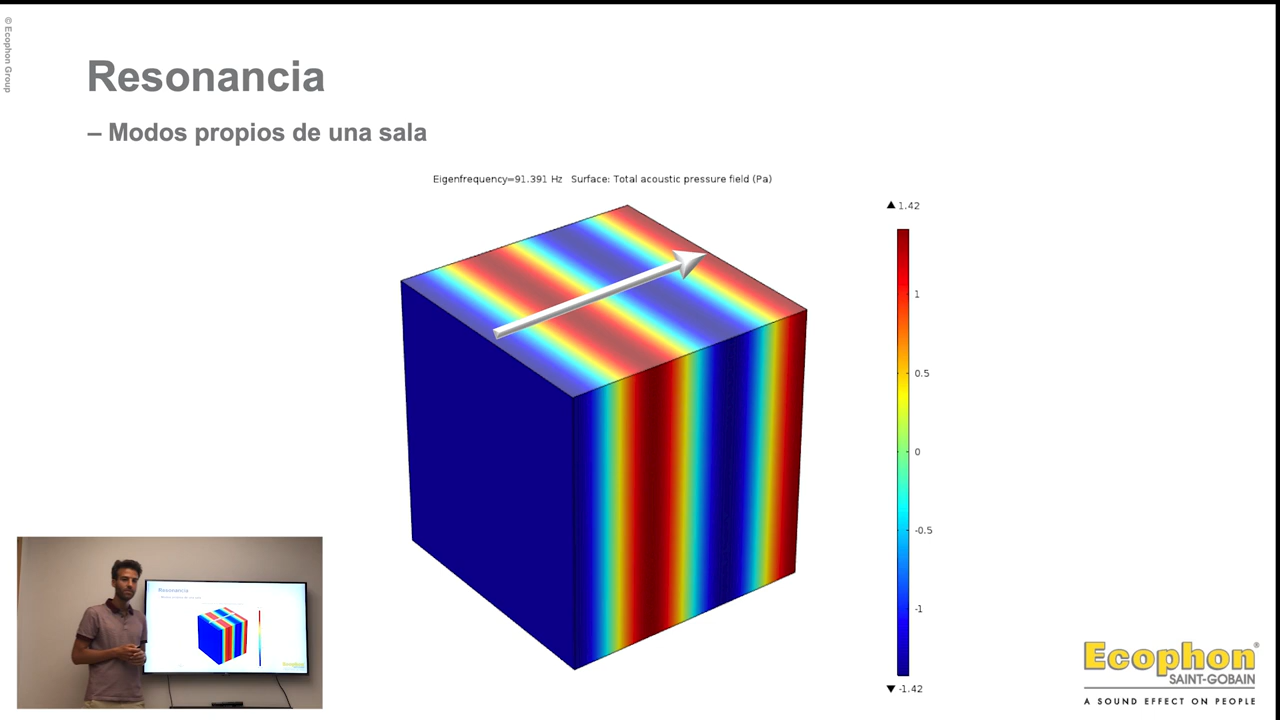 © Ecophon Group
Resonancia
– Modos propios de una sala
Eigenfrequency=91.391 Hz Surface: Total acoustic pressure field (Pa)
▲ 1.42
1
0.5
0
-0.5
-1
▼ -1.42
Resonancia
Ecophon®
SAINT-GOBAIN
A SOUND EFFECT ON PEOPLE